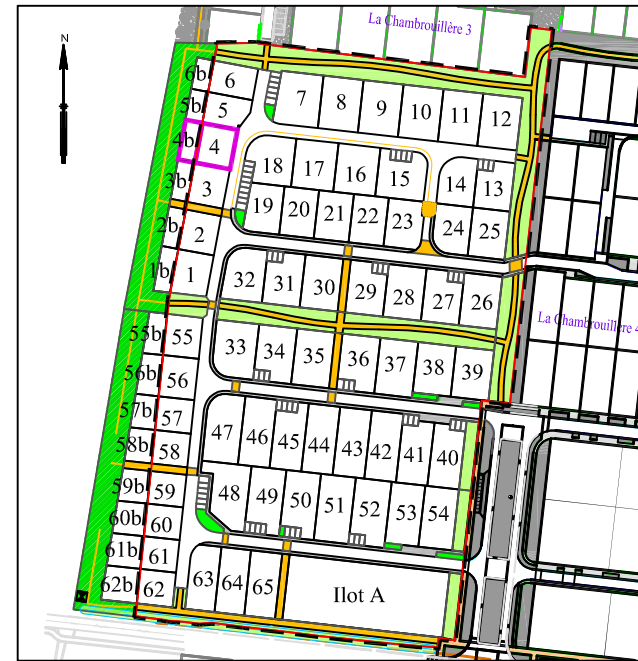 La Chambrouillère 3
N
6b 6
5b 5
4b 4
3b 3
2b 2
1b 1
7 8 9 10 11 12
18 17 16 15 14 13
19 20 21 22 23 24 25
32 31 30 29 28 27 26
La Chambrouillère 4
33 34 35 36 37 38 39
55b 55
56b 56
57b 57
58b 58
59b 59
60b 60
61b 61
62b 62
47 46 45 44 43 42 41 40
48 49 50 51 52 53 54
63 64 65
Ilot A